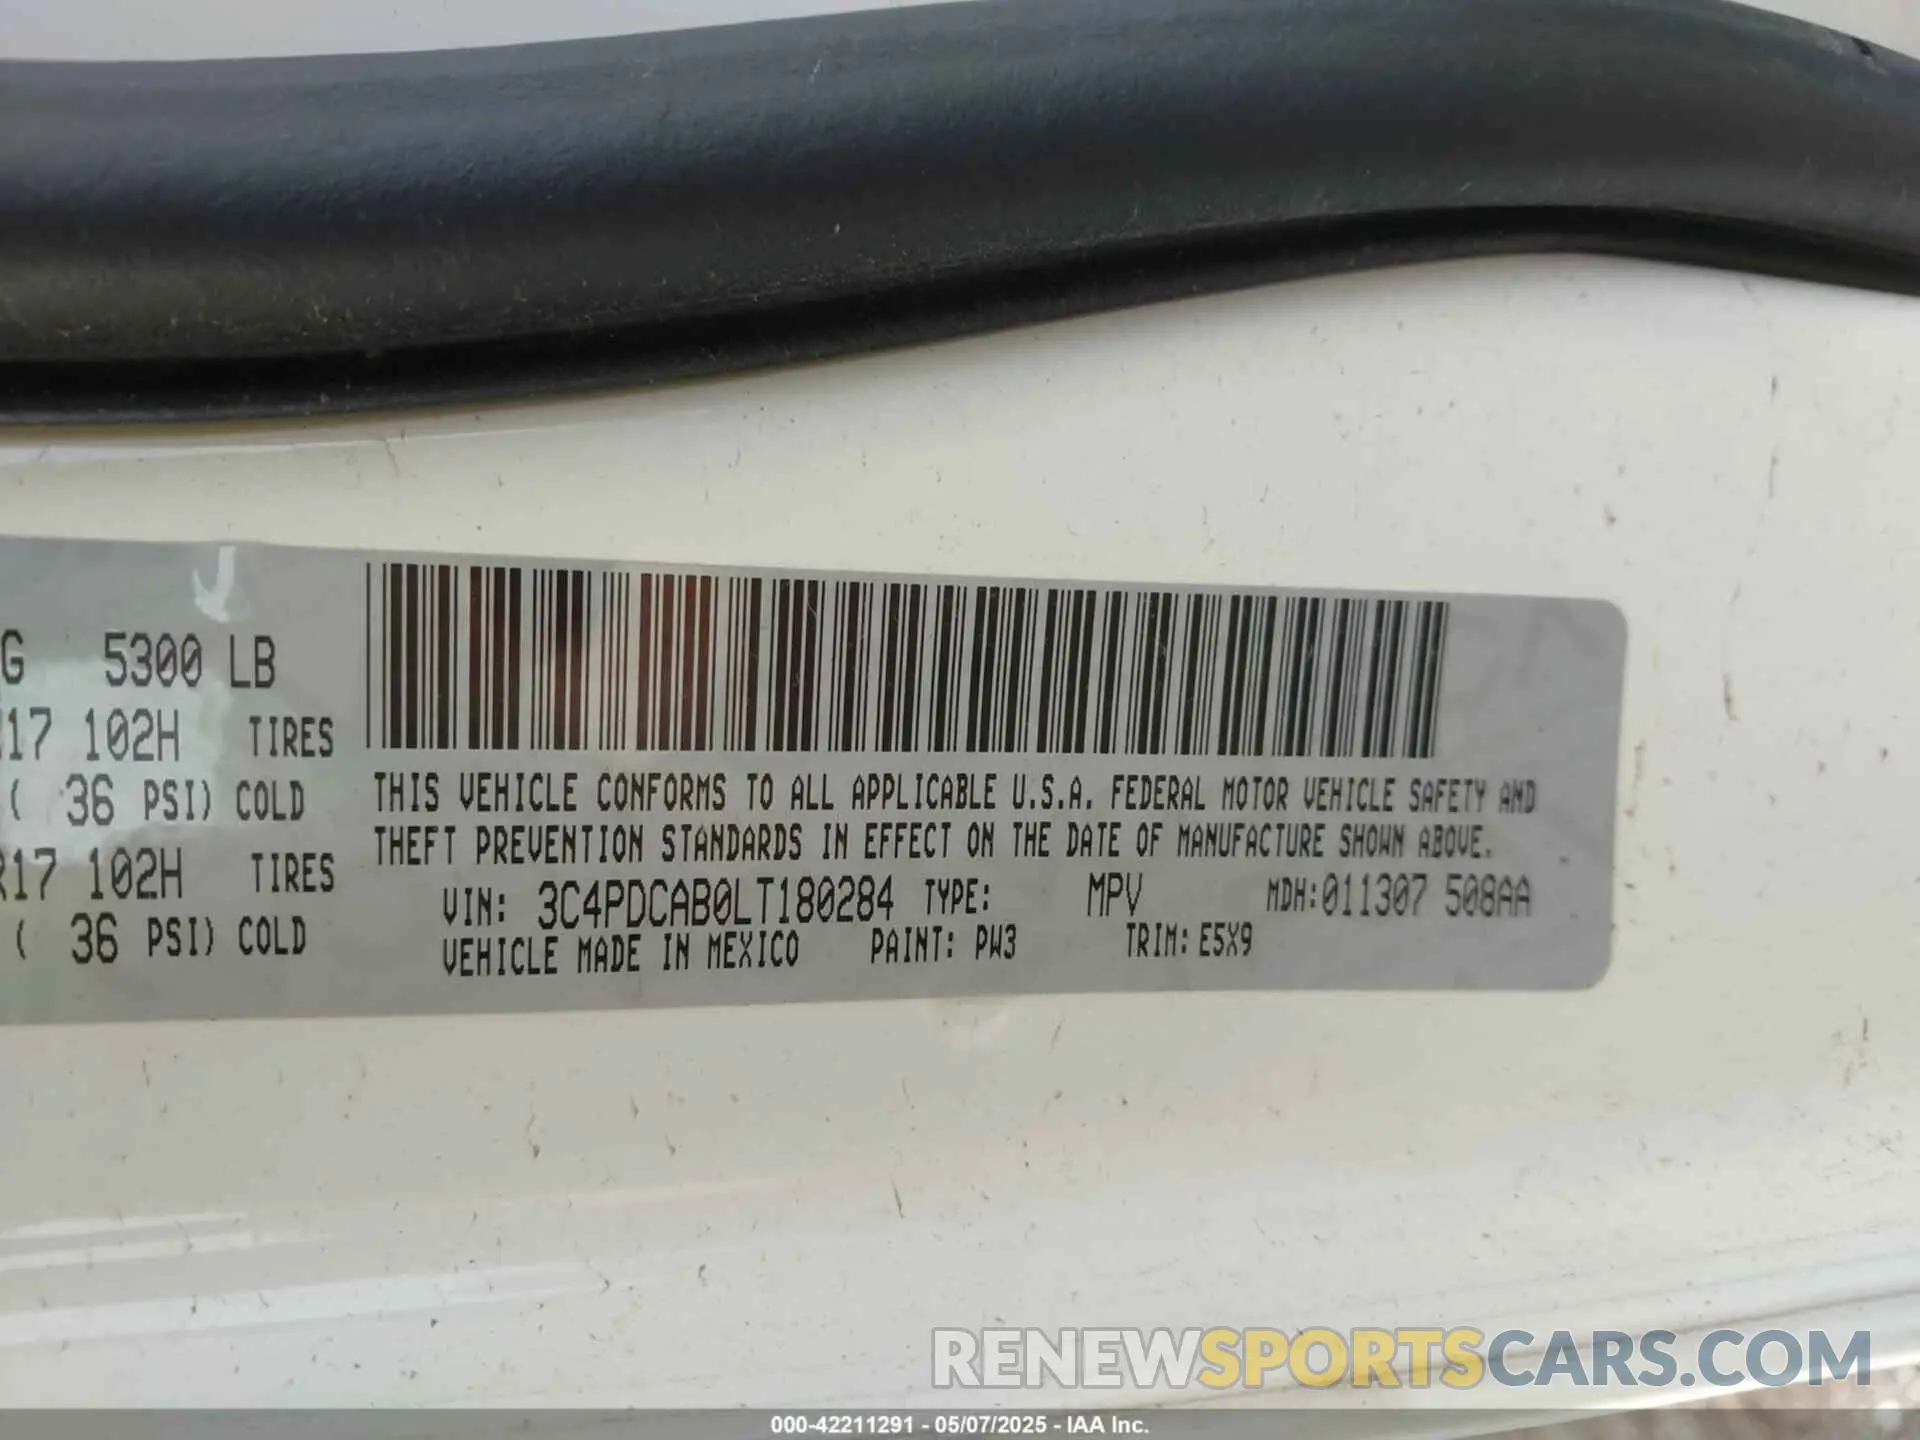 G 5300 LB
17 102H TIRES
( 36 PSI) COLD
R17 102H TIRES
( 36 PSI) COLD
THIS VEHICLE CONFORMS TO ALL APPLICABLE U.S.A. FEDERAL MOTOR VEHICLE SAFETY AND
THEFT PREVENTION STANDARDS IN EFFECT ON THE DATE OF MANUFACTURE SHOWN ABOVE.
VIN: 3C4PDCAB0LT180284 TYPE: MPV MDH:011307 508AA
VEHICLE MADE IN MEXICO PAINT: PW3 TRIM: E5X9
RENEWSPORTSCARS.COM
000-42211291 - 05/07/2025 - IAA Inc.